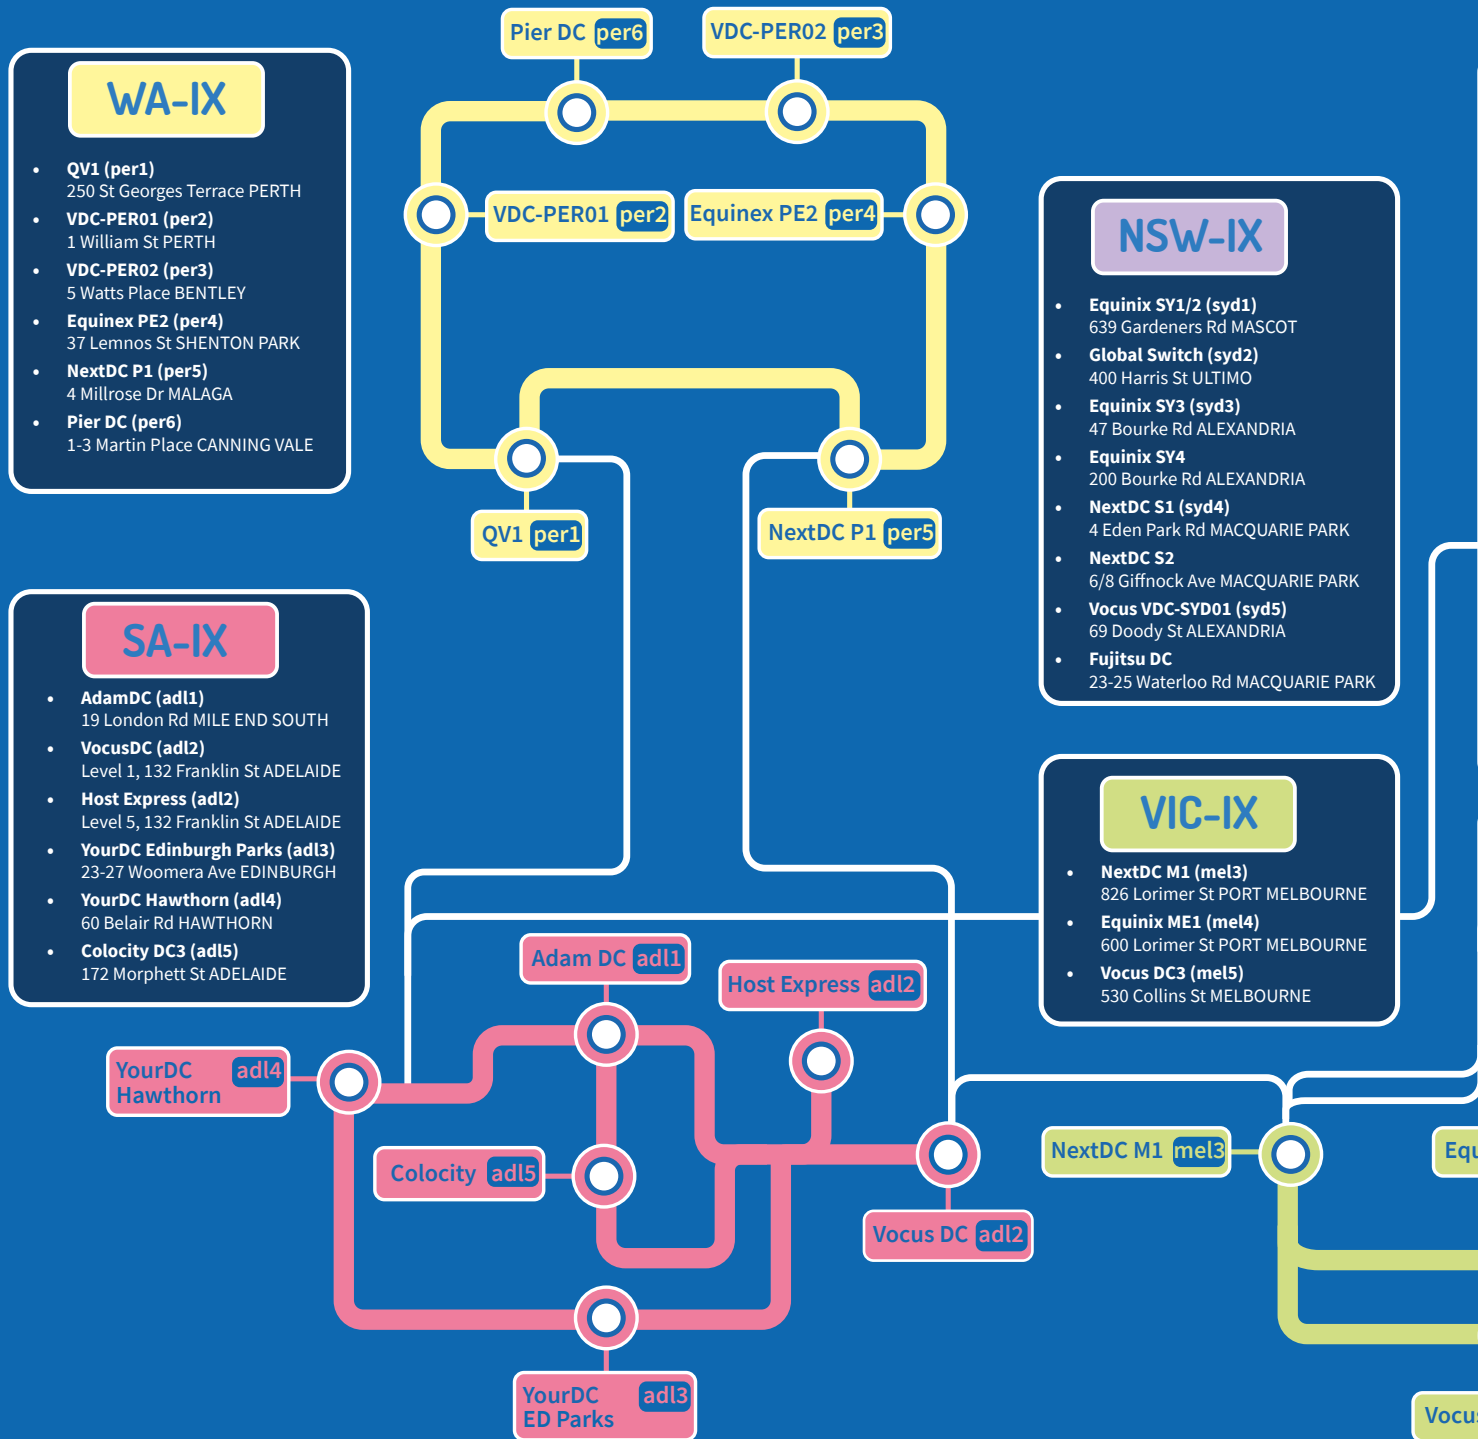 Pier DC per6
VDC-PER02 per3
WA-IX
• QV1 (per1)
250 St Georges Terrace PERTH
• VDC-PER01 (per2)
1 William St PERTH
• VDC-PER02 (per3)
5 Watts Place BENTLEY
• Equinex PE2 (per4)
37 Lemnos St SHENTON PARK
• NextDC P1 (per5)
4 Millrose Dr MALAGA
• Pier DC (per6)
1-3 Martin Place CANNING VALE
VDC-PER01 per2
Equinex PE2 per4
QV1 per1
NextDC P1 per5
NSW-IX
• Equinix SY1/2 (syd1)
639 Gardeners Rd MASCOT
• Global Switch (syd2)
400 Harris St ULTIMO
• Equinix SY3 (syd3)
47 Bourke Rd ALEXANDRIA
• Equinix SY4
200 Bourke Rd ALEXANDRIA
• NextDC S1 (syd4)
4 Eden Park Rd MACQUARIE PARK
• NextDC S2
6/8 Giffnock Ave MACQUARIE PARK
• Vocus VDC-SYD01 (syd5)
69 Doody St ALEXANDRIA
• Fujitsu DC
23-25 Waterloo Rd MACQUARIE PARK
SA-IX
• AdamDC (adl1)
19 London Rd MILE END SOUTH
• VocusDC (adl2)
Level 1, 132 Franklin St ADELAIDE
• Host Express (adl2)
Level 5, 132 Franklin St ADELAIDE
• YourDC Edinburgh Parks (adl3)
23-27 Woomera Ave EDINBURGH
• YourDC Hawthorn (adl4)
60 Belair Rd HAWTHORN
• Colocity DC3 (adl5)
172 Morphett St ADELAIDE
VIC-IX
• NextDC M1 (mel3)
826 Lorimer St PORT MELBOURNE
• Equinix ME1 (mel4)
600 Lorimer St PORT MELBOURNE
• Vocus DC3 (mel5)
530 Collins St MELBOURNE
Adam DC adl1
Host Express adl2
YourDC adl4
Hawthorn
Colocity adl5
Vocus DC adl2
NextDC M1 mel3
Equ
YourDC adl3
ED Parks
Vocus